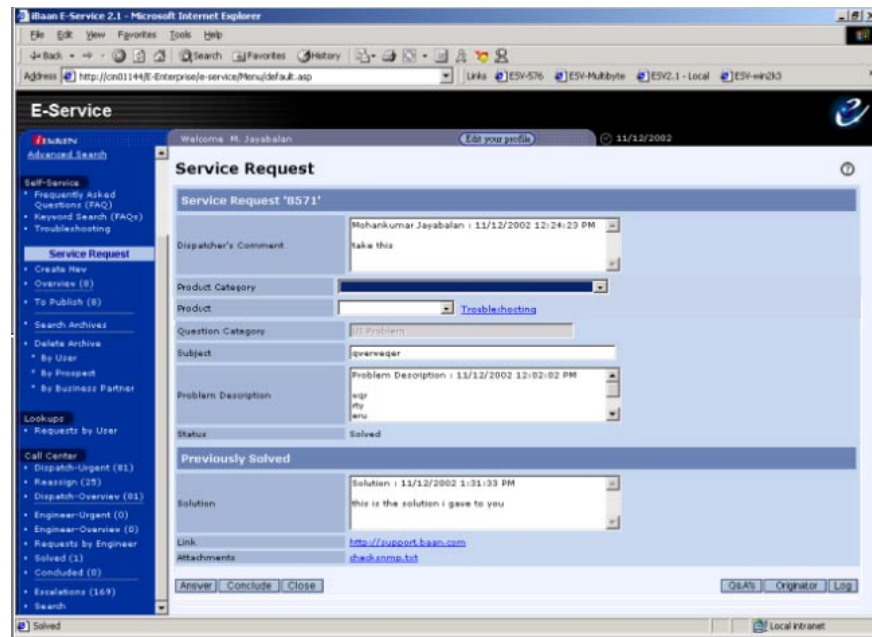 iBaan E-Service 2.1 - Microsoft Internet Explorer
File Edit View Favorites Tools Help
Back Search Favorites History
Address http://cin01144/E-Enterprise/e-service/Menu/default.asp Links ESV-576 ESV-Multibyte ESV2.1 - Local ESV-win2k3
E-Service
Welcome M. Jayabalan Edit your profile 11/12/2002
Advanced Search
Self-Service
Frequently Asked
Questions (FAQ)
Keyword Search (FAQs)
Troubleshooting
Service Request
Create New
Overview (8)
To Publish (8)
Search Archives
Delete Archive
By User
By Prospect
By Business Partner
Lookups
Requests by User
Call Center
Dispatch-Urgent (81)
Reassign (25)
Dispatch-Overview (81)
Engineer-Urgent (0)
Engineer-Overview (0)
Requests by Engineer
Solved (1)
Concluded (0)
Escalations (169)
Search
Service Request
Service Request '8571'
Dispatcher's Comment
Mohankumar Jayabalan : 11/12/2002 12:24:23 PM
take this
Product Category
Product Troubleshooting
Question Category UI Problem
Subject qverweqer
Problem Description
Problem Description : 11/12/2002 12:02:02 PM
wqr
rty
eru
Status Solved
Previously Solved
Solution
Solution : 11/12/2002 1:31:33 PM
this is the solution i gave to you
Link http://support.baan.com
Attachments checksnmp.txt
Answer Conclude Close Q&A's Originator Log
Solved Local intranet